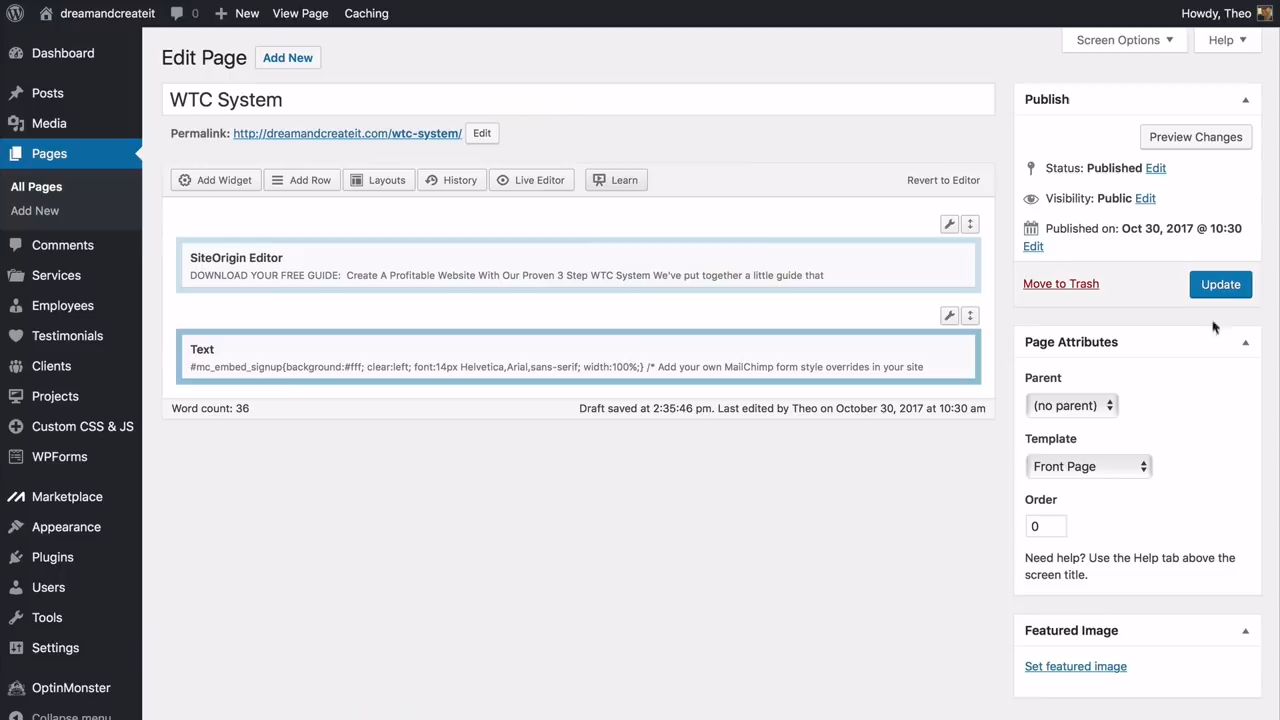 dreamandcreateit 0 New View Page Caching Howdy, Theo
Dashboard
Posts
Media
Pages
All Pages
Add New
Comments
Services
Employees
Testimonials
Clients
Projects
Custom CSS & JS
WPForms
Marketplace
Appearance
Plugins
Users
Tools
Settings
OptinMonster
Collapse menu
Screen Options Help
Edit Page Add New
WTC System
Permalink: http://dreamandcreateit.com/wtc-system/ Edit
Add Widget Add Row Layouts History Live Editor Learn Revert to Editor
SiteOrigin Editor
DOWNLOAD YOUR FREE GUIDE: Create A Profitable Website With Our Proven 3 Step WTC System We've put together a little guide that
Text
#mc_embed_signup{background:#fff; clear:left; font:14px Helvetica,Arial,sans-serif; width:100%;} /* Add your own MailChimp form style overrides in your site
Word count: 36 Draft saved at 2:35:46 pm. Last edited by Theo on October 30, 2017 at 10:30 am
Publish
Preview Changes
Status: Published Edit
Visibility: Public Edit
Published on: Oct 30, 2017 @ 10:30
Edit
Move to Trash Update
Page Attributes
Parent
(no parent)
Template
Front Page
Order
0
Need help? Use the Help tab above the
screen title.
Featured Image
Set featured image